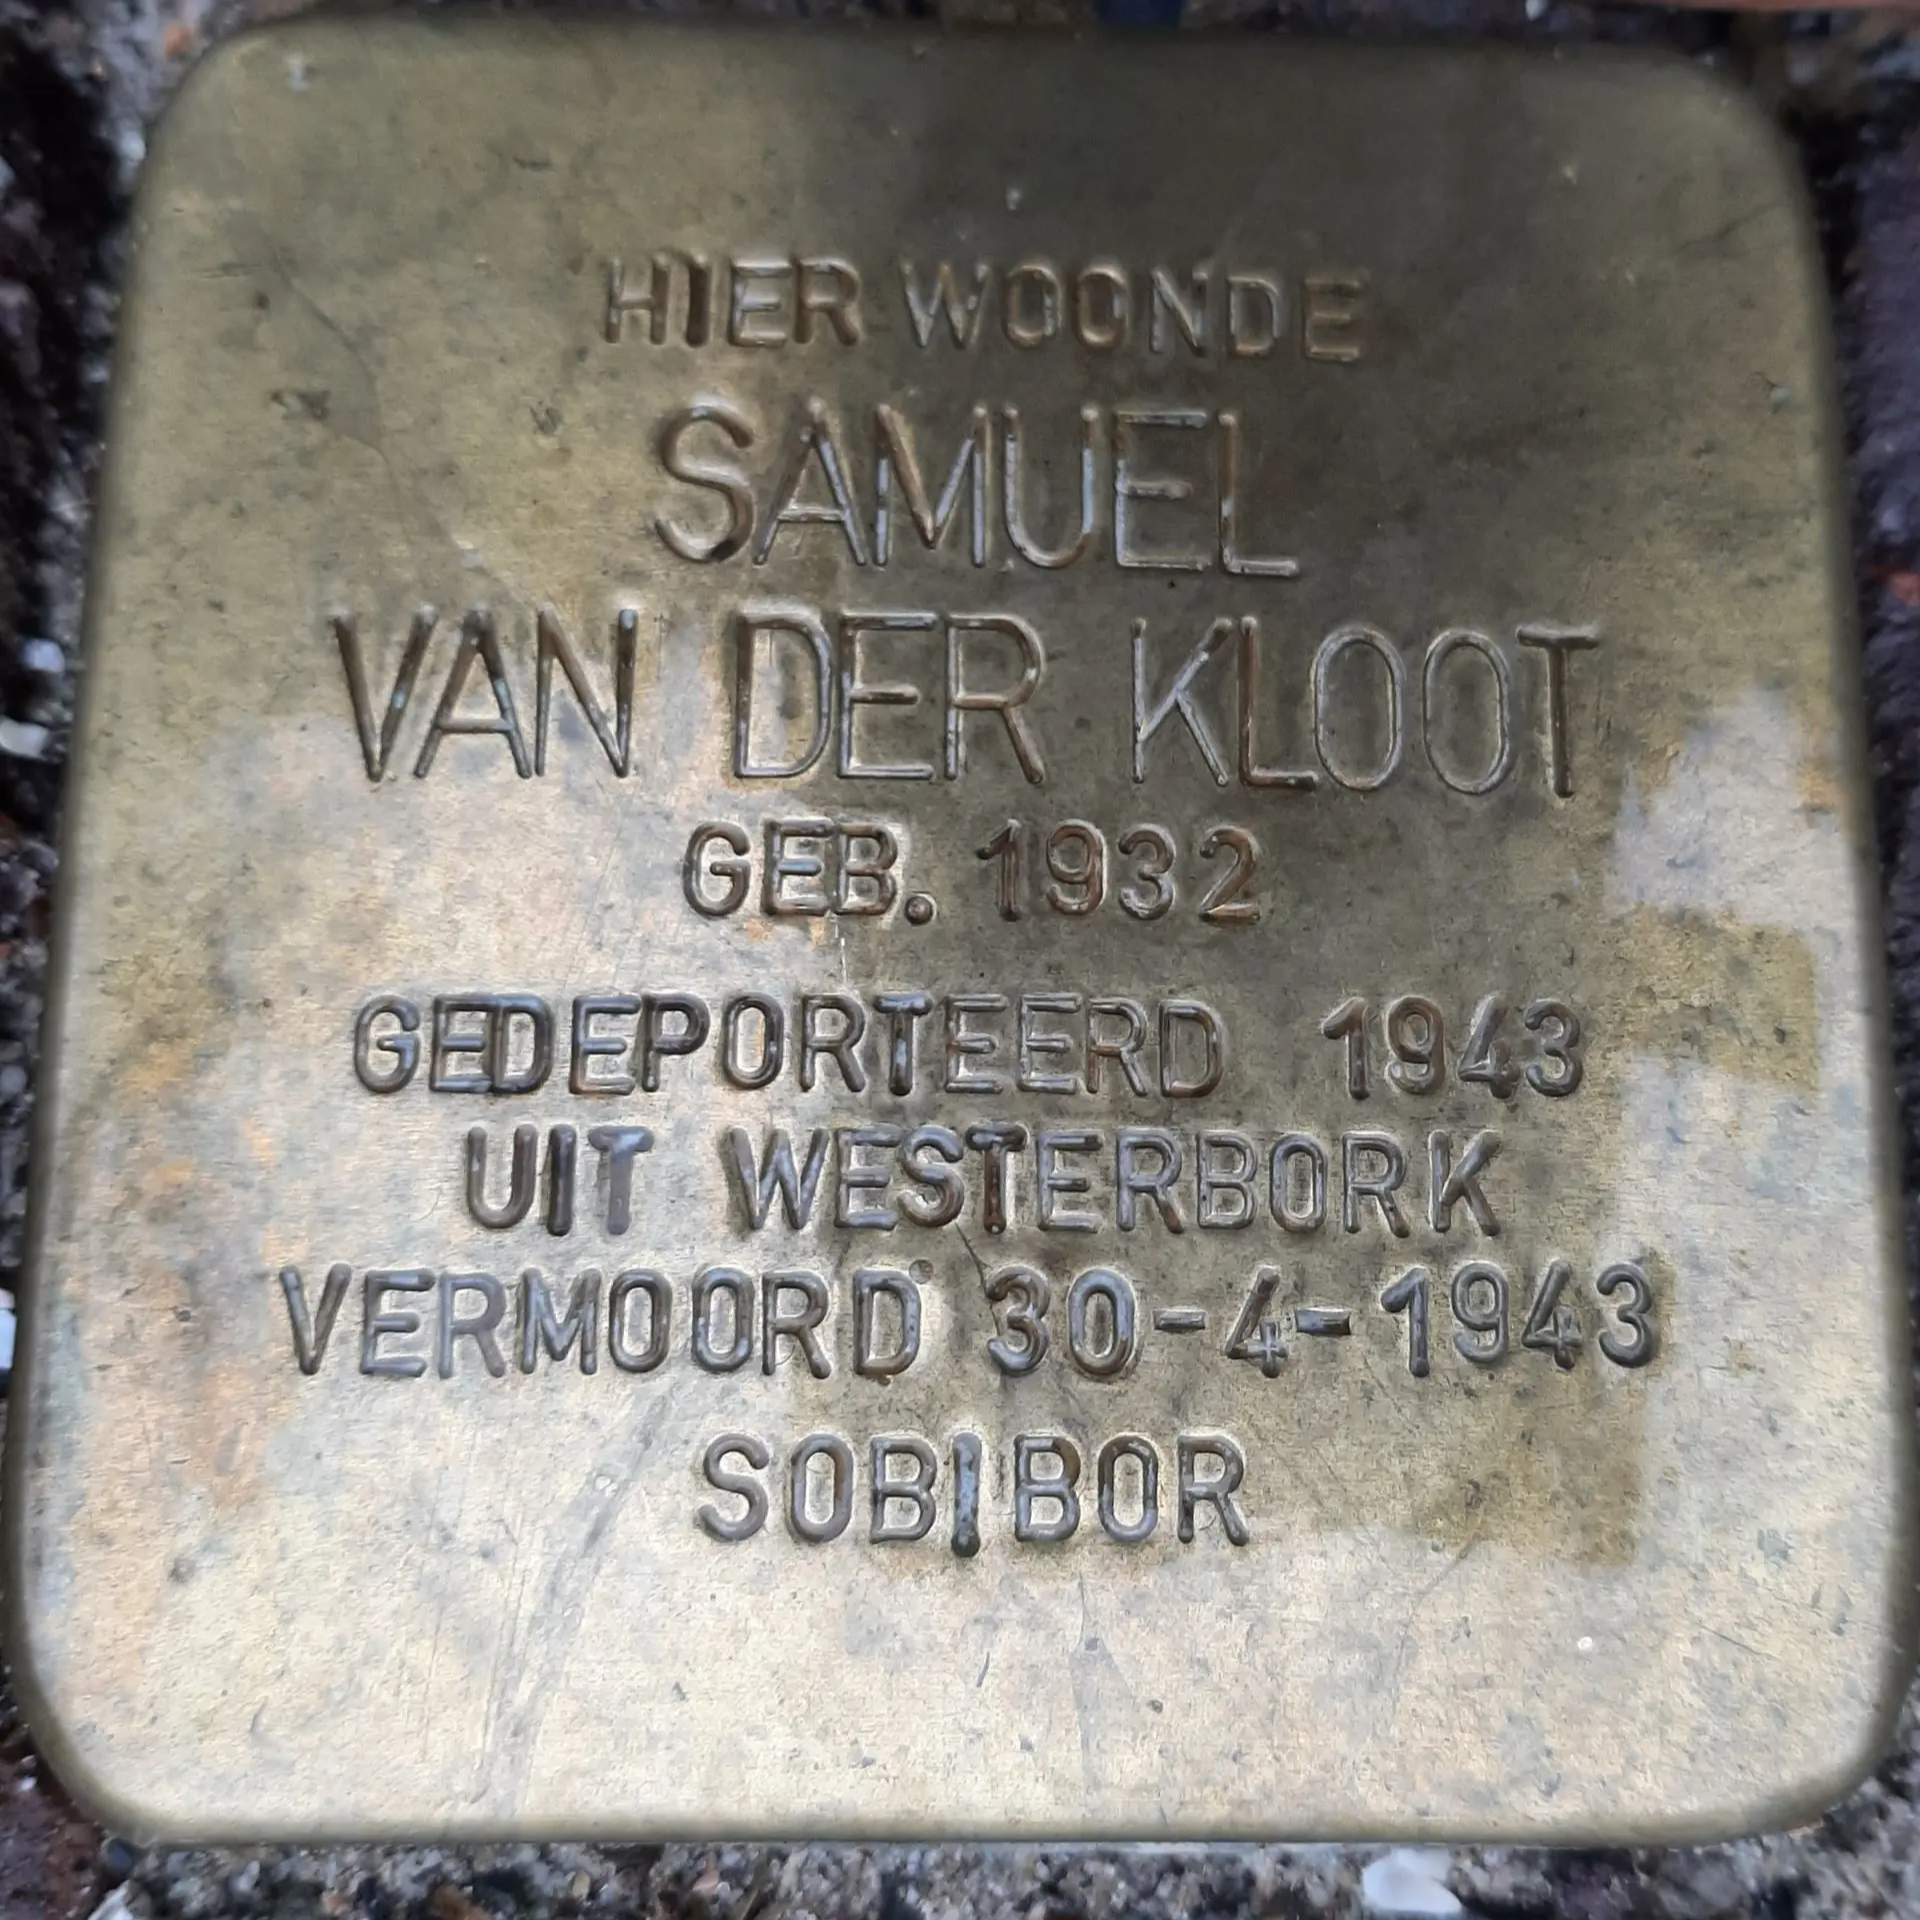 HIER WOONDE
SAMUEL
VAN DER KLOOT
GEB. 1932
GEDEPORTEERD 1943
UIT WESTERBORK
VERMOORD 30-4-1943
SOBIBOR